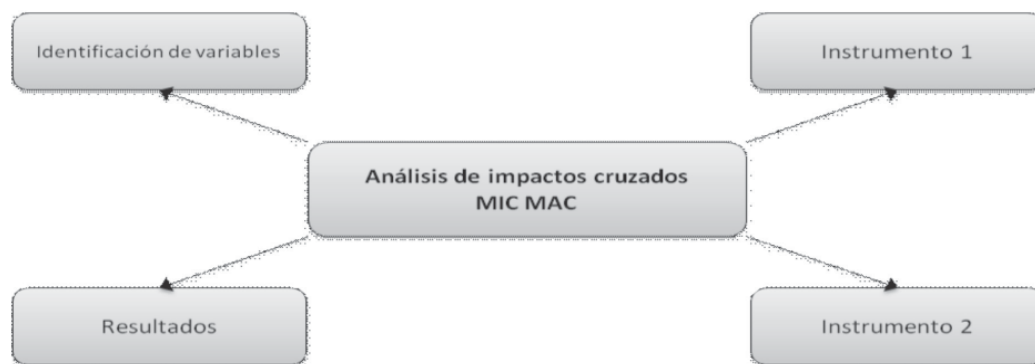 Identificación de variables
Instrumento 1
Análisis de impactos cruzados
MIC MAC
Resultados
Instrumento 2